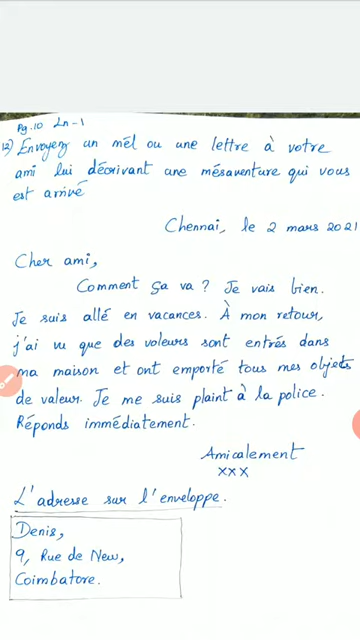 Pg.10 Ln-1
12) Envoyez un mél ou une lettre à votre
ami lui décrivant une mésaventure qui vous
est arrivé
Chennai, le 2 mars 2021
Cher ami,
Comment ça va ? Je vais bien.
Je suis allé en vacances. À mon retour,
j'ai vu que des voleurs sont entrés dans
ma maison et ont emporté tous mes objets
de valeur. Je me suis plaint à la police.
Réponds immédiatement.
Amicalement
XXX
L'adresse sur l'enveloppe.
Denis,
9, Rue de New,
Coimbatore.